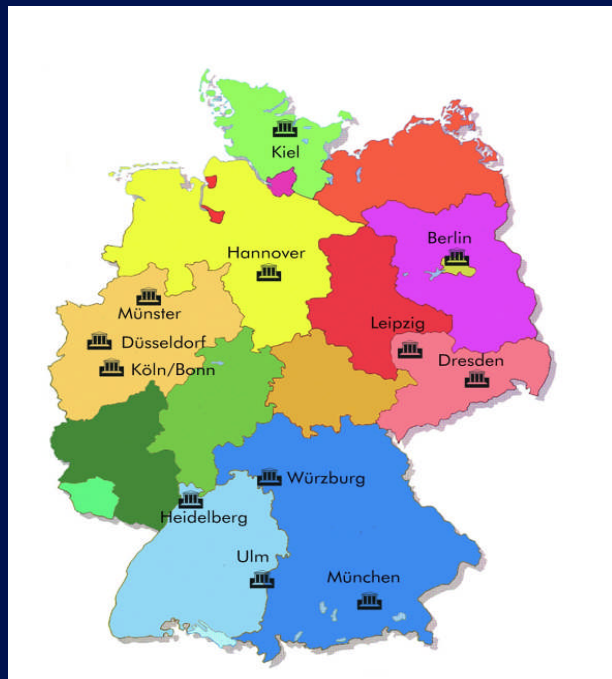 Kiel
Berlin
Hannover
Münster
Leipzig
Düsseldorf
Dresden
Köln/Bonn
Würzburg
Heidelberg
Ulm
München